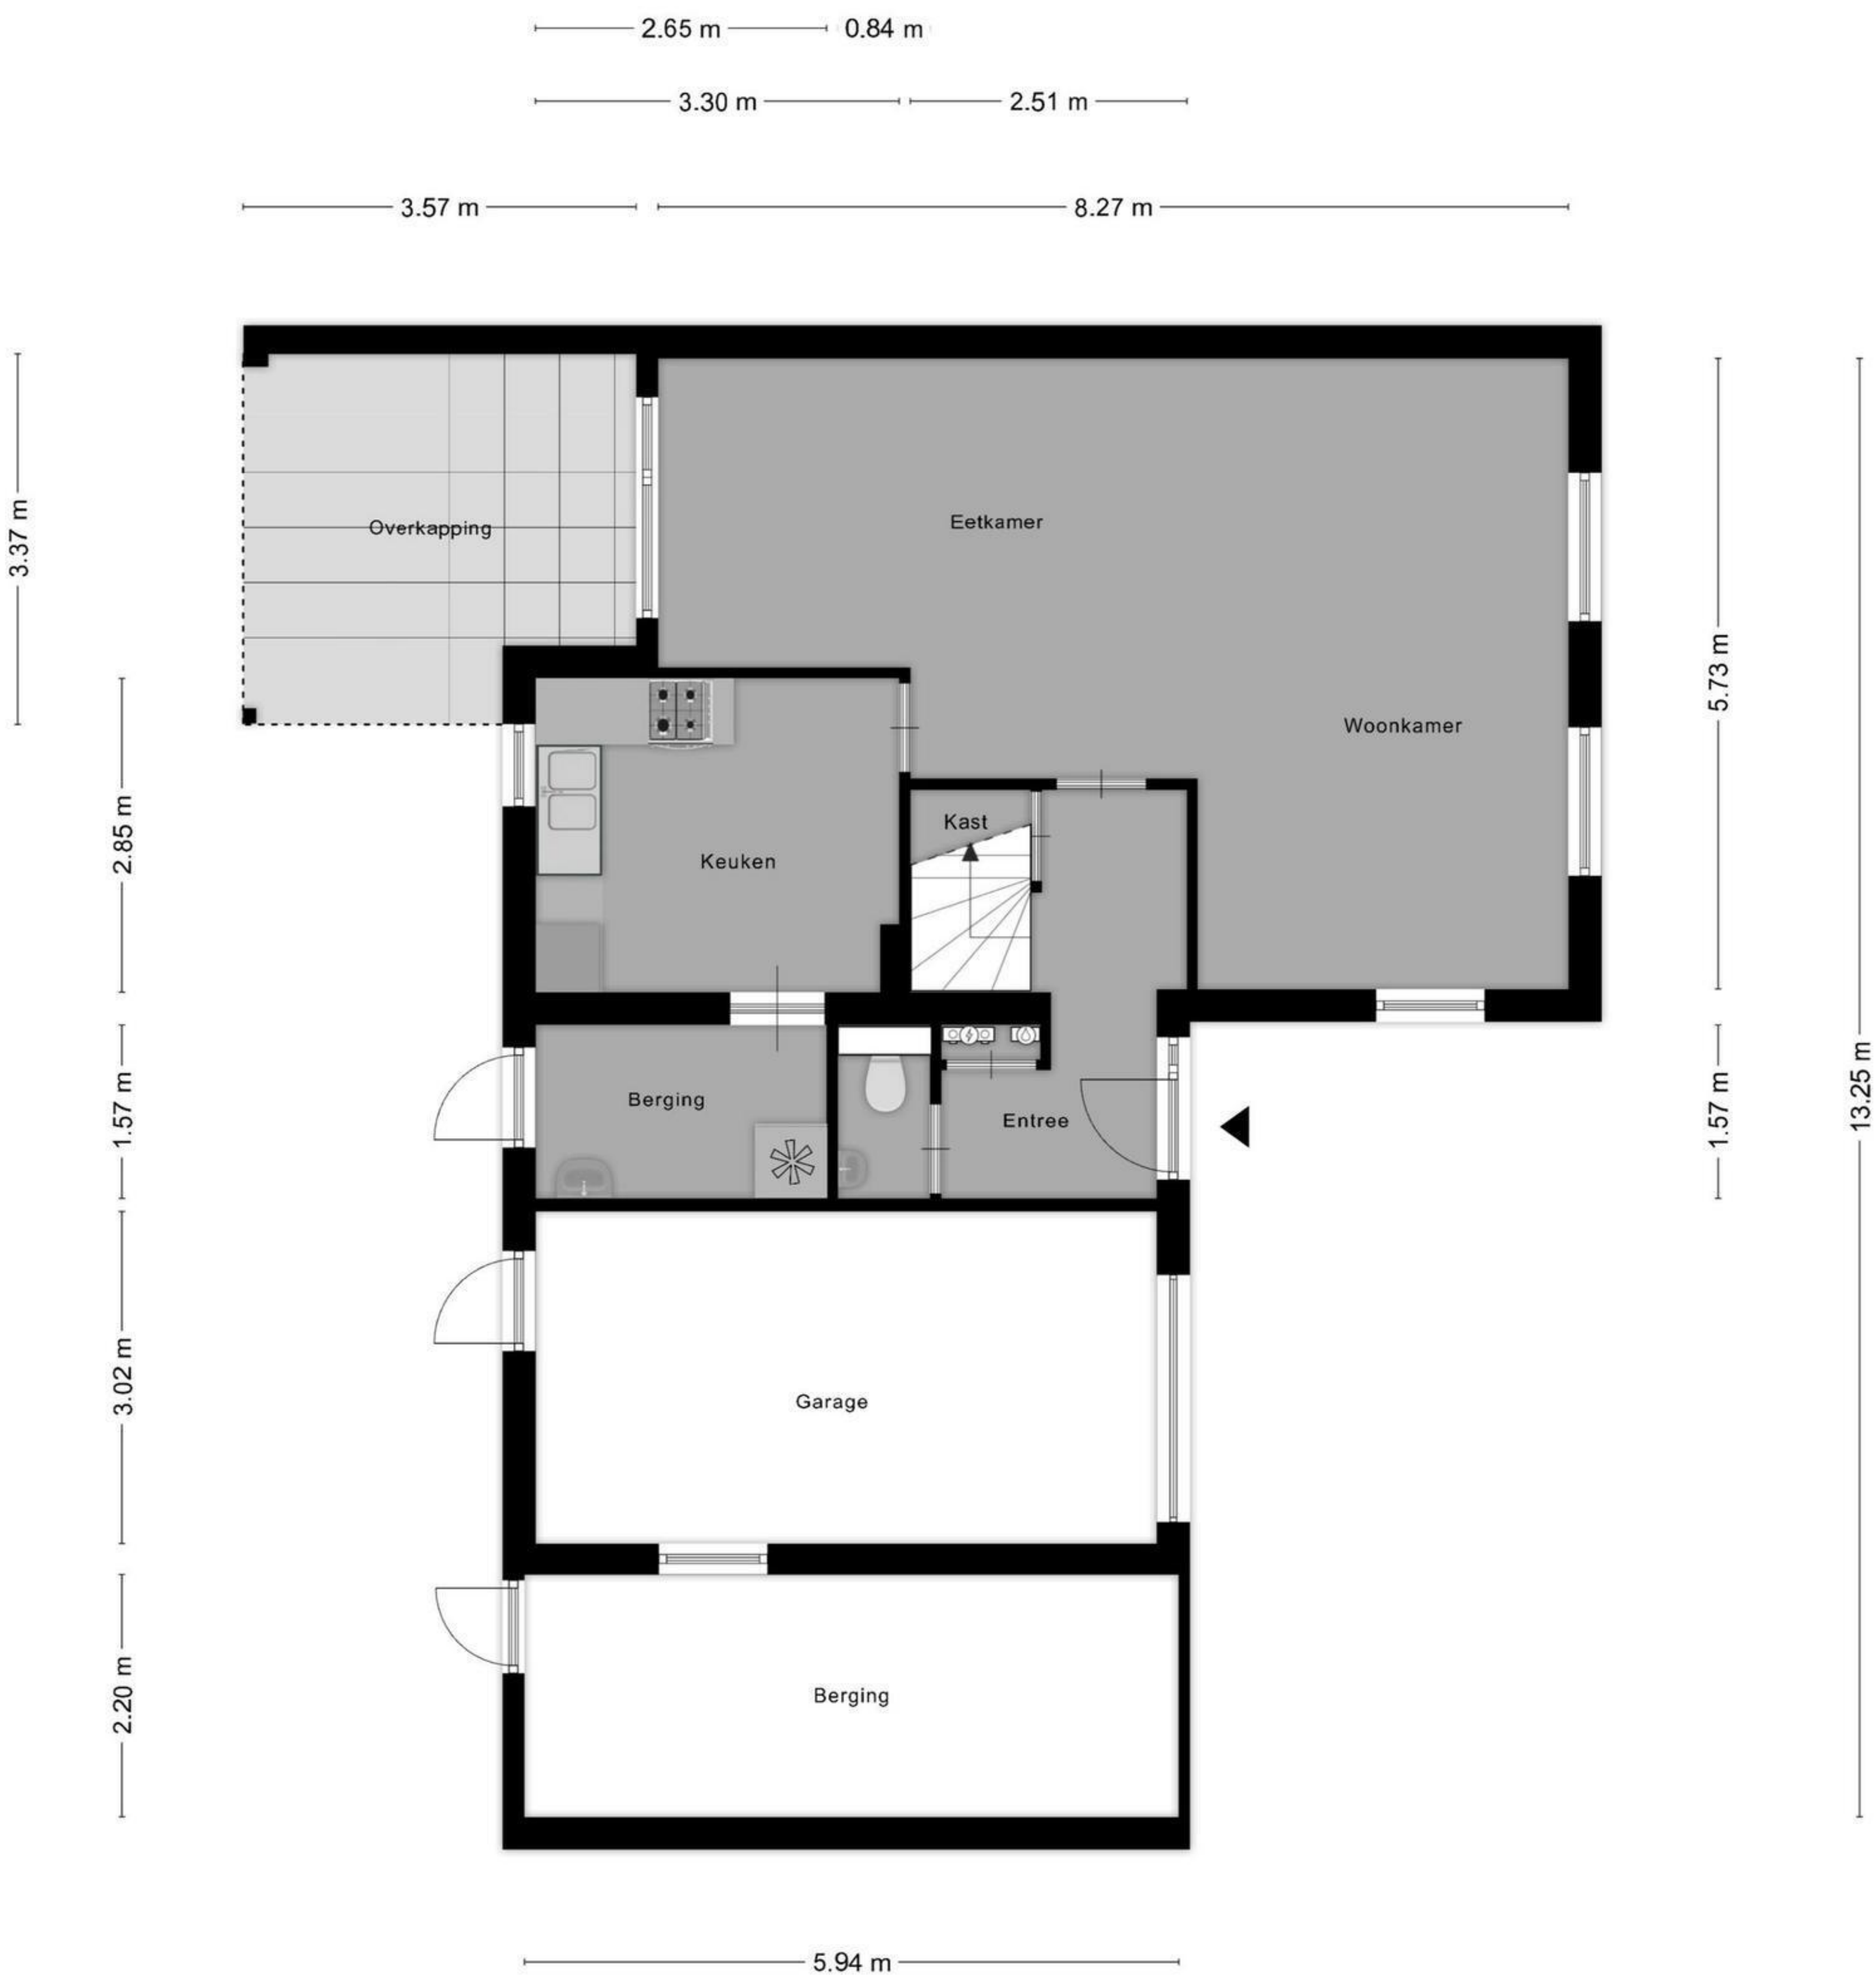 2.65 m
0.84 m
3.30 m
2.51 m
3.57 m
8.27 m
3.37 m
Overkapping
Eetkamer
5.73 m
Woonkamer
2.85 m
Kast
Keuken
13.25 m
1.57 m
Berging
Entree
1.57 m
3.02 m
Garage
2.20 m
Berging
5.94 m